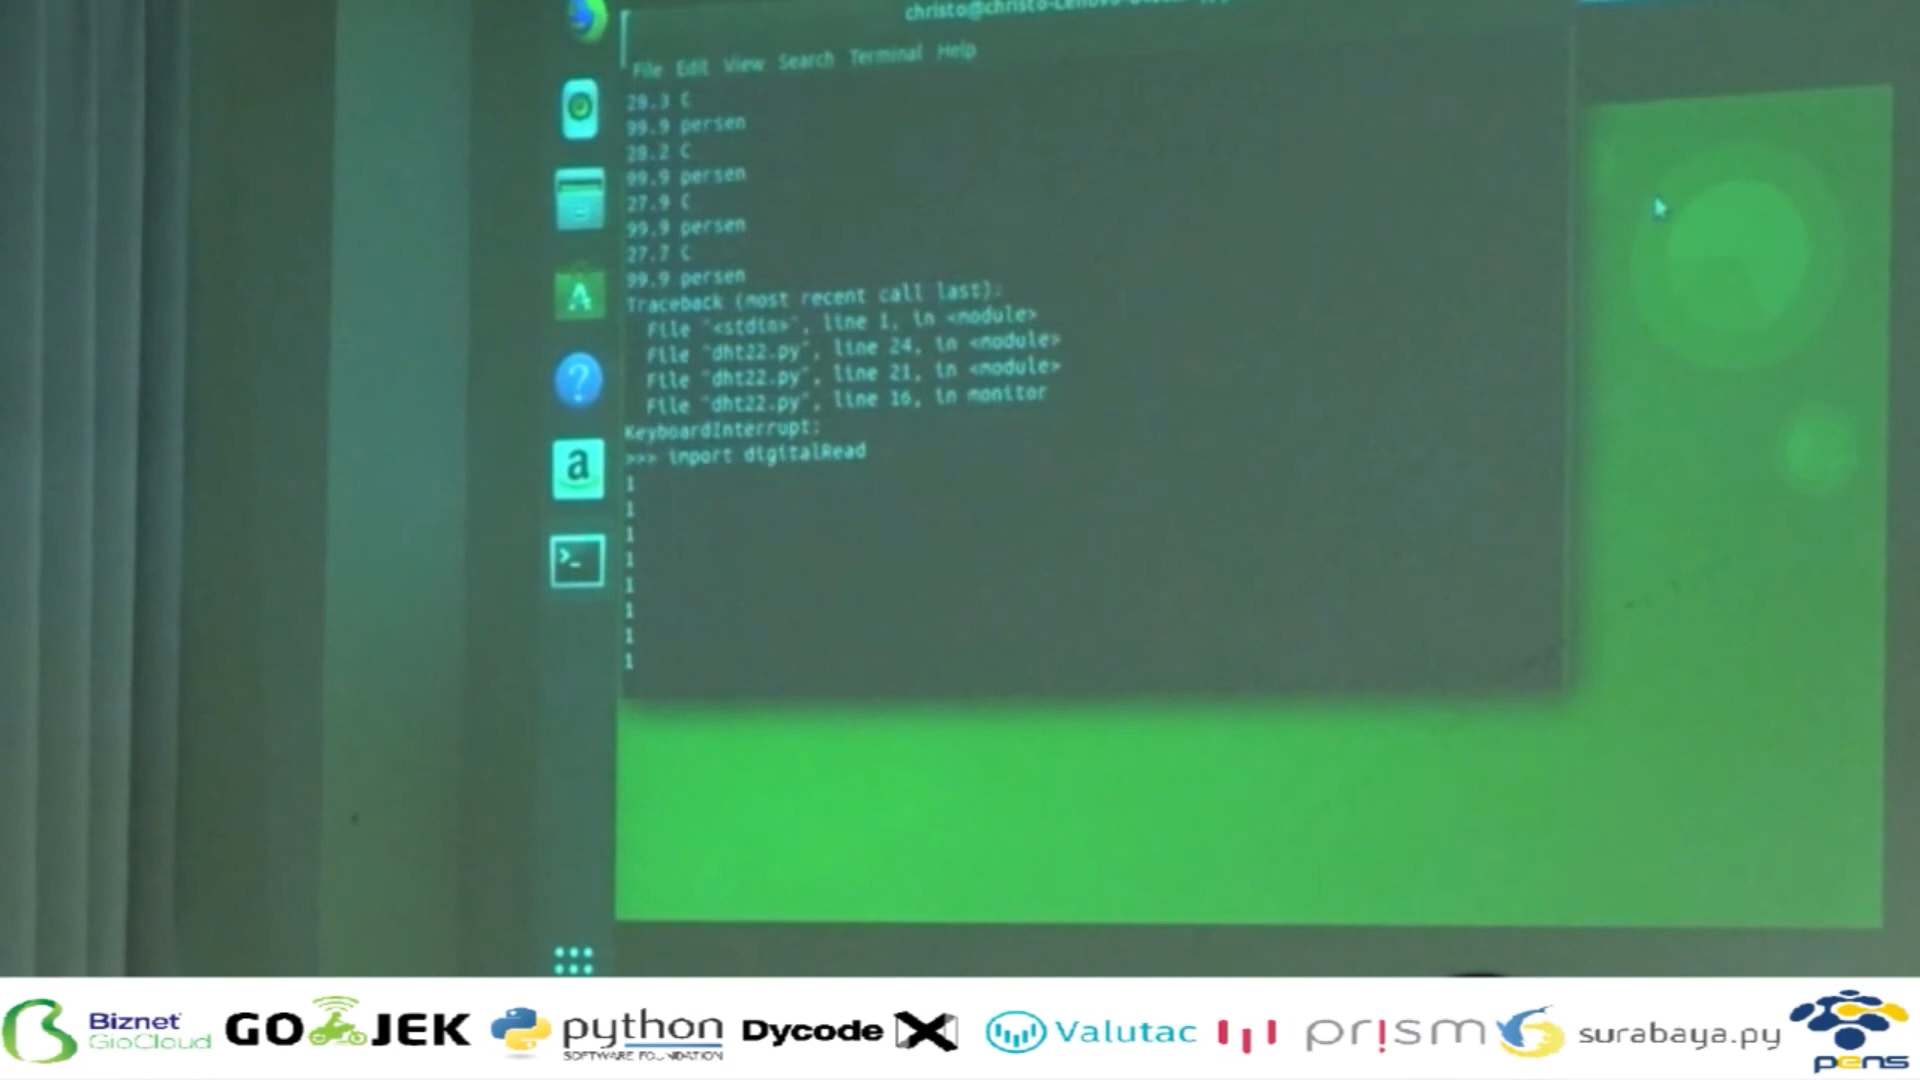 File Edit View Search Terminal Help
28.3 C
99.9 persen
28.2 C
99.9 persen
27.9 C
99.9 persen
27.7 C
99.9 persen
Traceback (most recent call last):
File "<stdin>", line 1, in <module>
File "dht22.py", line 24, in <module>
File "dht22.py", line 21, in <module>
File "dht22.py", line 16, in monitor
KeyboardInterrupt:
>>> import digitalRead
1
1
1
1
1
1
1
1
A
?
a
>_
Biznet
GioCloud
GOJEK
python
SOFTWARE FOUNDATION
Dycode
Valutac
prism
surabaya.py
pens